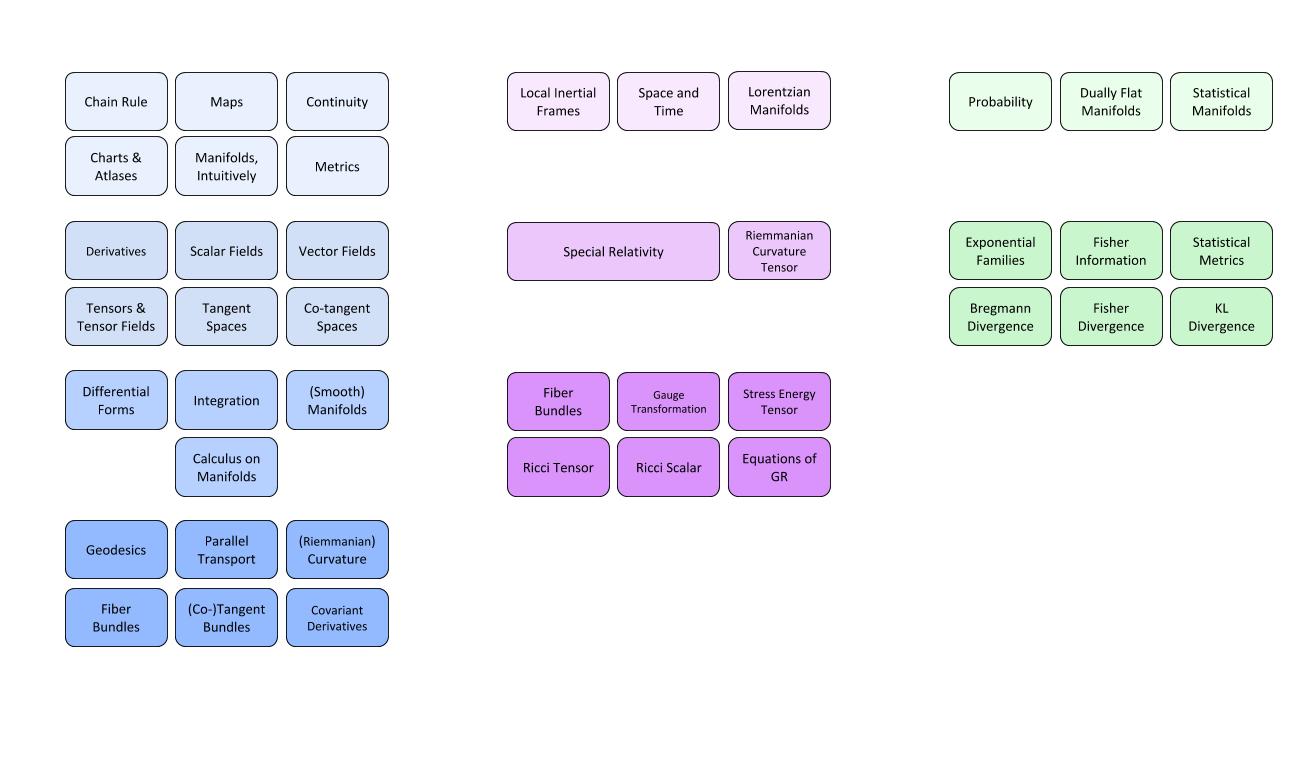 Chain Rule
Maps
Continuity
Local Inertial
Frames
Space and
Time
Lorentzian
Manifolds
Probability
Dually Flat
Manifolds
Statistical
Manifolds
Charts &
Atlases
Manifolds,
Intuitively
Metrics
Derivatives
Scalar Fields
Vector Fields
Special Relativity
Riemmanian
Curvature
Tensor
Exponential
Families
Fisher
Information
Statistical
Metrics
Tensors &
Tensor Fields
Tangent
Spaces
Co-tangent
Spaces
Bregmann
Divergence
Fisher
Divergence
KL
Divergence
Differential
Forms
Integration
(Smooth)
Manifolds
Fiber
Bundles
Gauge
Transformation
Stress Energy
Tensor
Calculus on
Manifolds
Ricci Tensor
Ricci Scalar
Equations of
GR
Geodesics
Parallel
Transport
(Riemmanian)
Curvature
Fiber
Bundles
(Co-)Tangent
Bundles
Covariant
Derivatives